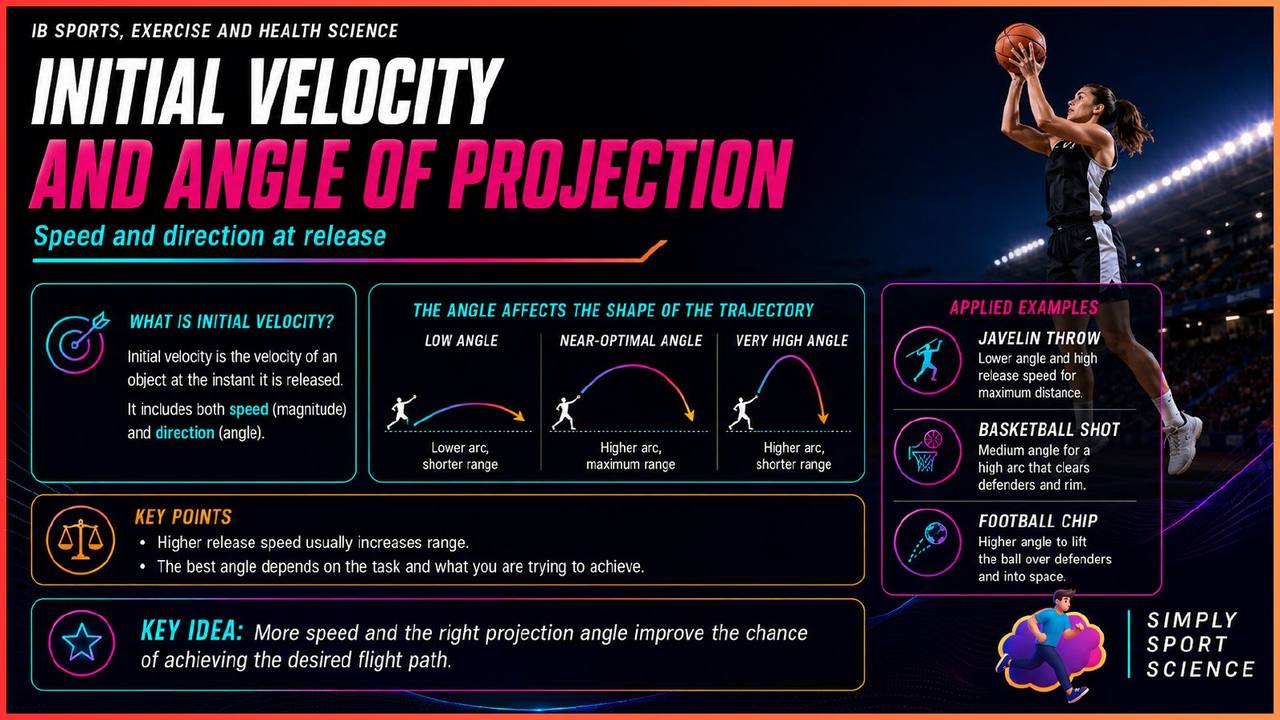 IB SPORTS, EXERCISE AND HEALTH SCIENCE
INITIAL VELOCITY
AND ANGLE OF PROJECTION
Speed and direction at release
WHAT IS INITIAL VELOCITY?
Initial velocity is the velocity of an
object at the instant it is released.
It includes both speed (magnitude)
and direction (angle).
THE ANGLE AFFECTS THE SHAPE OF THE TRAJECTORY
LOW ANGLE
Lower arc,
shorter range
NEAR-OPTIMAL ANGLE
Higher arc,
maximum range
VERY HIGH ANGLE
Higher arc,
shorter range
APPLIED EXAMPLES
JAVELIN THROW
Lower angle and high
release speed for
maximum distance.
BASKETBALL SHOT
Medium angle for a
high arc that clears
defenders and rim.
FOOTBALL CHIP
Higher angle to lift
the ball over defenders
and into space.
KEY POINTS
• Higher release speed usually increases range.
• The best angle depends on the task and what you are trying to achieve.
KEY IDEA: More speed and the right projection angle improve the chance
of achieving the desired flight path.
SIMPLY
SPORT
SCIENCE